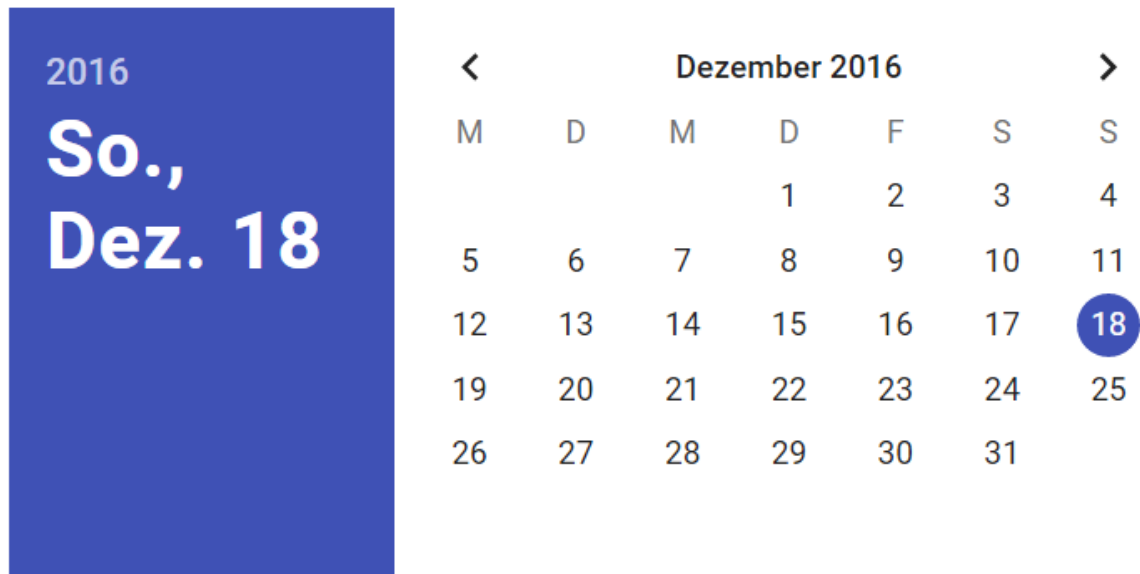 2016
So.,
Dez. 18
Dezember 2016
M D M D F S S
1 2 3 4
5 6 7 8 9 10 11
12 13 14 15 16 17 18
19 20 21 22 23 24 25
26 27 28 29 30 31